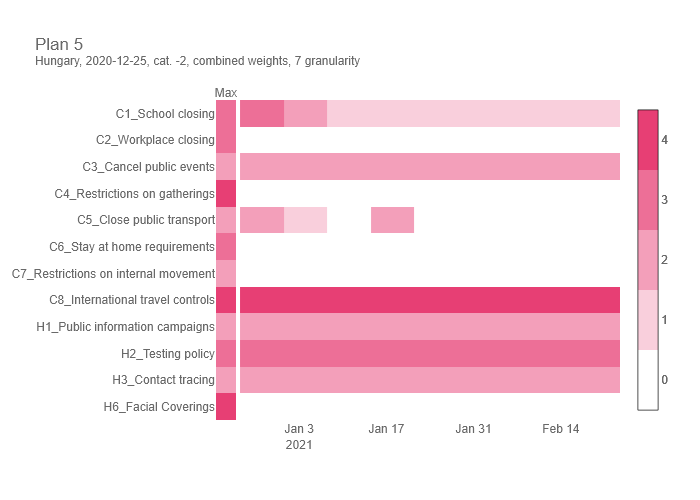 Plan 5
Hungary, 2020-12-25, cat. -2, combined weights, 7 granularity
Max
C1_School closing
C2_Workplace closing
C3_Cancel public events
C4_Restrictions on gatherings
C5_Close public transport
C6_Stay at home requirements
C7_Restrictions on internal movement
C8_International travel controls
H1_Public information campaigns
H2_Testing policy
H3_Contact tracing
H6_Facial Coverings
Jan 3 Jan 17 Jan 31 Feb 14
2021
4
3
2
1
0